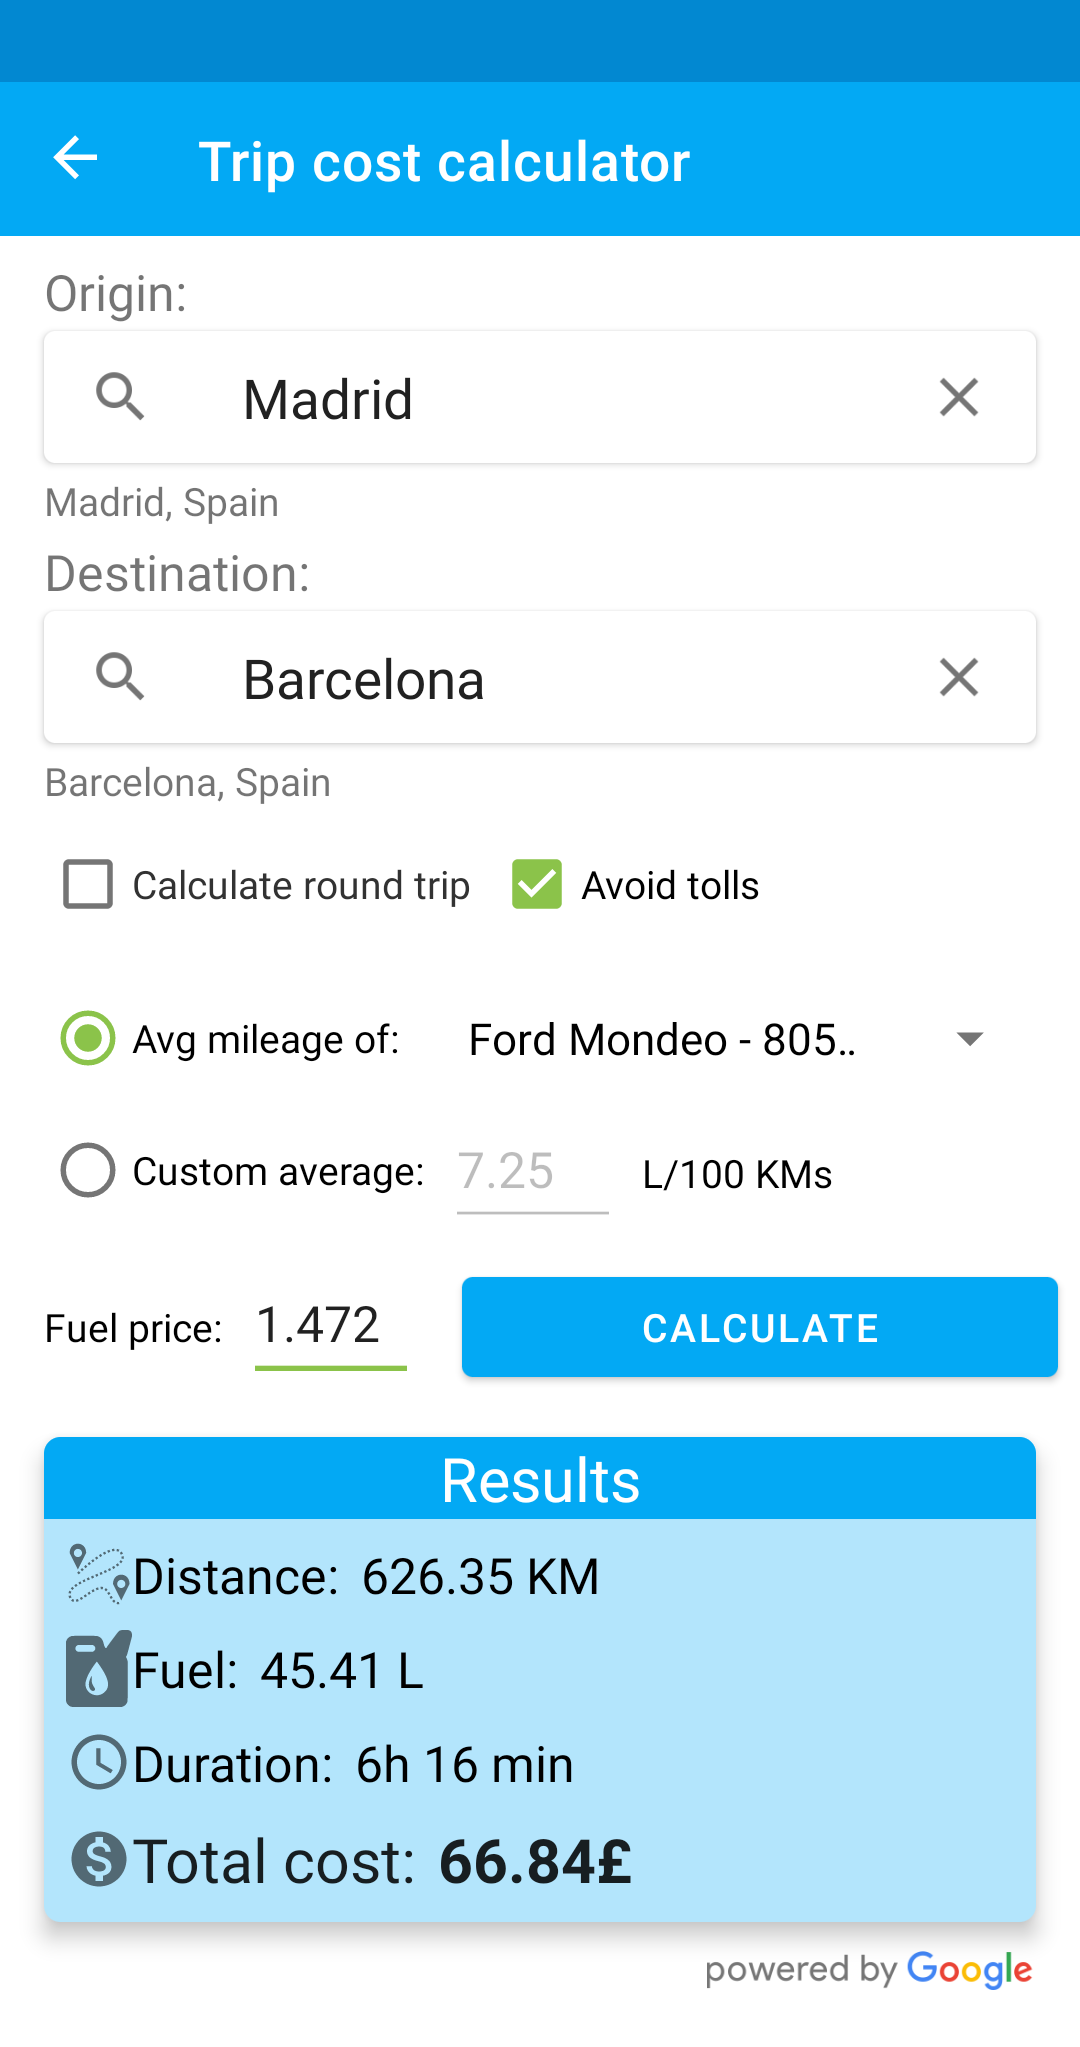 Trip cost calculator
Origin:
Madrid
Madrid, Spain
Destination:
Barcelona
Barcelona, Spain
Calculate round trip Avoid tolls
Avg mileage of: Ford Mondeo - 805..
Custom average: 7.25 L/100 KMs
Fuel price: 1.472 CALCULATE
Results
Distance: 626.35 KM
Fuel: 45.41 L
Duration: 6h 16 min
Total cost: 66.84£
powered by Google